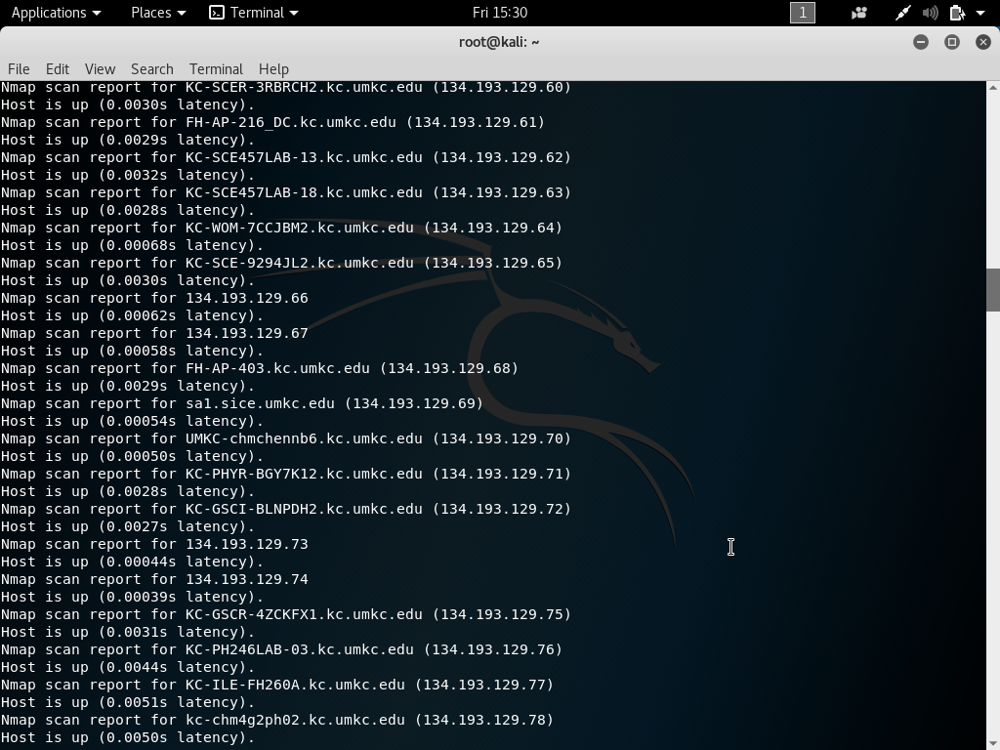 Applications Places Terminal Fri 15:30 1
root@kali: ~
File Edit View Search Terminal Help
Nmap scan report for KC-SCER-3RBRCH2.kc.umkc.edu (134.193.129.60)
Host is up (0.0030s latency).
Nmap scan report for FH-AP-216_DC.kc.umkc.edu (134.193.129.61)
Host is up (0.0029s latency).
Nmap scan report for KC-SCE457LAB-13.kc.umkc.edu (134.193.129.62)
Host is up (0.0032s latency).
Nmap scan report for KC-SCE457LAB-18.kc.umkc.edu (134.193.129.63)
Host is up (0.0028s latency).
Nmap scan report for KC-WOM-7CCJBM2.kc.umkc.edu (134.193.129.64)
Host is up (0.00068s latency).
Nmap scan report for KC-SCE-9294JL2.kc.umkc.edu (134.193.129.65)
Host is up (0.0030s latency).
Nmap scan report for 134.193.129.66
Host is up (0.00062s latency).
Nmap scan report for 134.193.129.67
Host is up (0.00058s latency).
Nmap scan report for FH-AP-403.kc.umkc.edu (134.193.129.68)
Host is up (0.0029s latency).
Nmap scan report for sa1.sice.umkc.edu (134.193.129.69)
Host is up (0.00054s latency).
Nmap scan report for UMKC-chmchennb6.kc.umkc.edu (134.193.129.70)
Host is up (0.00050s latency).
Nmap scan report for KC-PHYR-BGY7K12.kc.umkc.edu (134.193.129.71)
Host is up (0.0028s latency).
Nmap scan report for KC-GSCI-BLNPDH2.kc.umkc.edu (134.193.129.72)
Host is up (0.0027s latency).
Nmap scan report for 134.193.129.73
Host is up (0.00044s latency).
Nmap scan report for 134.193.129.74
Host is up (0.00039s latency).
Nmap scan report for KC-GSCR-4ZCKFX1.kc.umkc.edu (134.193.129.75)
Host is up (0.0031s latency).
Nmap scan report for KC-PH246LAB-03.kc.umkc.edu (134.193.129.76)
Host is up (0.0044s latency).
Nmap scan report for KC-ILE-FH260A.kc.umkc.edu (134.193.129.77)
Host is up (0.0051s latency).
Nmap scan report for kc-chm4g2ph02.kc.umkc.edu (134.193.129.78)
Host is up (0.0050s latency).